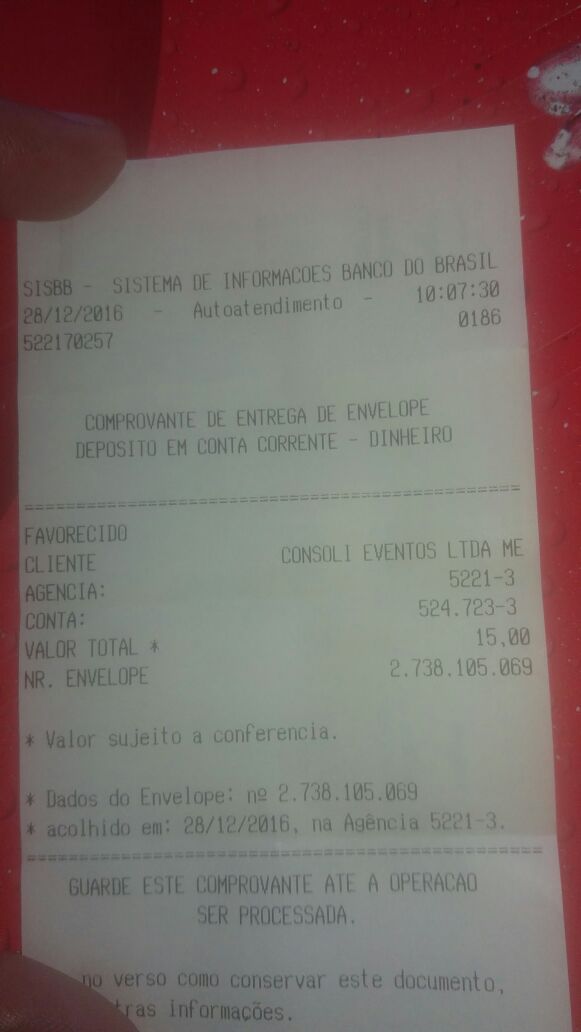 SISBB - SISTEMA DE INFORMACOES BANCO DO BRASIL
28/12/2016 - Autoatendimento - 10:07:30
522170257 0186
COMPROVANTE DE ENTREGA DE ENVELOPE
DEPOSITO EM CONTA CORRENTE - DINHEIRO
================================================
FAVORECIDO
CLIENTE CONSOLI EVENTOS LTDA ME
AGENCIA: 5221-3
CONTA: 524.723-3
VALOR TOTAL * 15,00
NR. ENVELOPE 2.738.105.069
* Valor sujeito a conferencia.
* Dados do Envelope: nº 2.738.105.069
* acolhido em: 28/12/2016, na Agência 5221-3.
================================================
GUARDE ESTE COMPROVANTE ATE A OPERACAO
SER PROCESSADA.
no verso como conservar este documento,
tras informações.